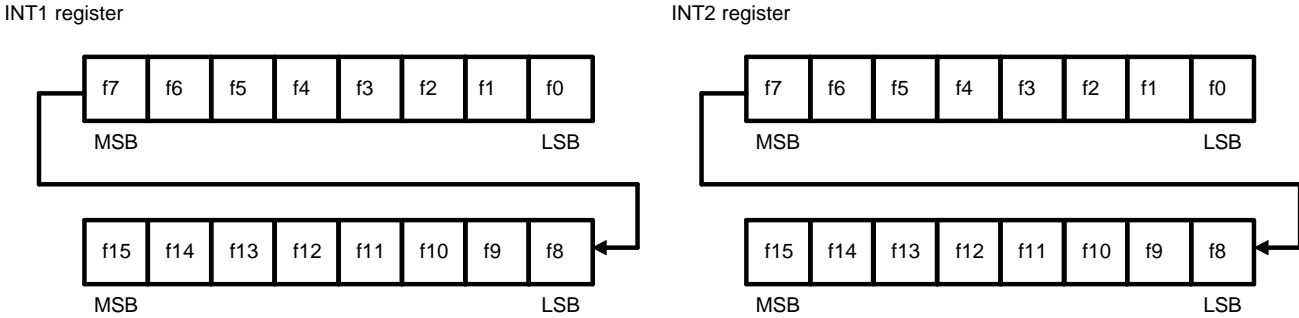 INT1 register
f7 f6 f5 f4 f3 f2 f1 f0
MSB LSB
f15 f14 f13 f12 f11 f10 f9 f8
MSB LSB
INT2 register
f7 f6 f5 f4 f3 f2 f1 f0
MSB LSB
f15 f14 f13 f12 f11 f10 f9 f8
MSB LSB